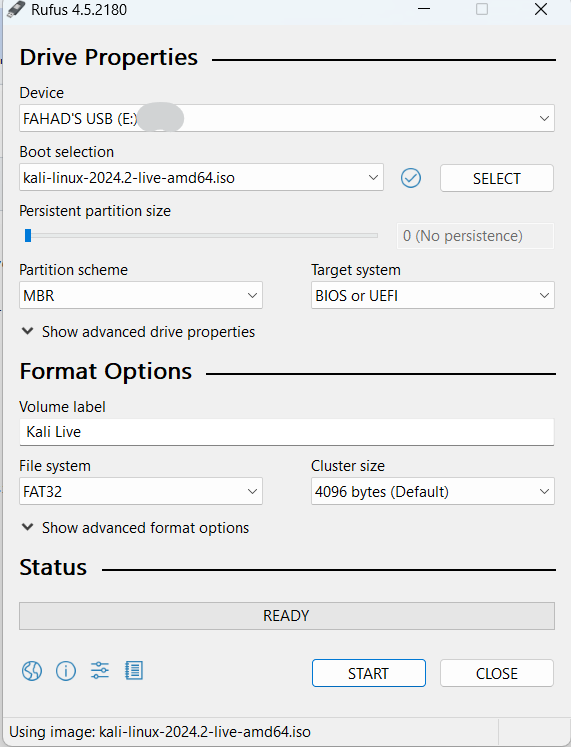 Rufus 4.5.2180
Drive Properties
Device
FAHAD'S USB (E:)
Boot selection
kali-linux-2024.2-live-amd64.iso
SELECT
Persistent partition size
0 (No persistence)
Partition scheme
Target system
MBR
BIOS or UEFI
Show advanced drive properties
Format Options
Volume label
Kali Live
File system
Cluster size
FAT32
4096 bytes (Default)
Show advanced format options
Status
READY
START
CLOSE
Using image: kali-linux-2024.2-live-amd64.iso